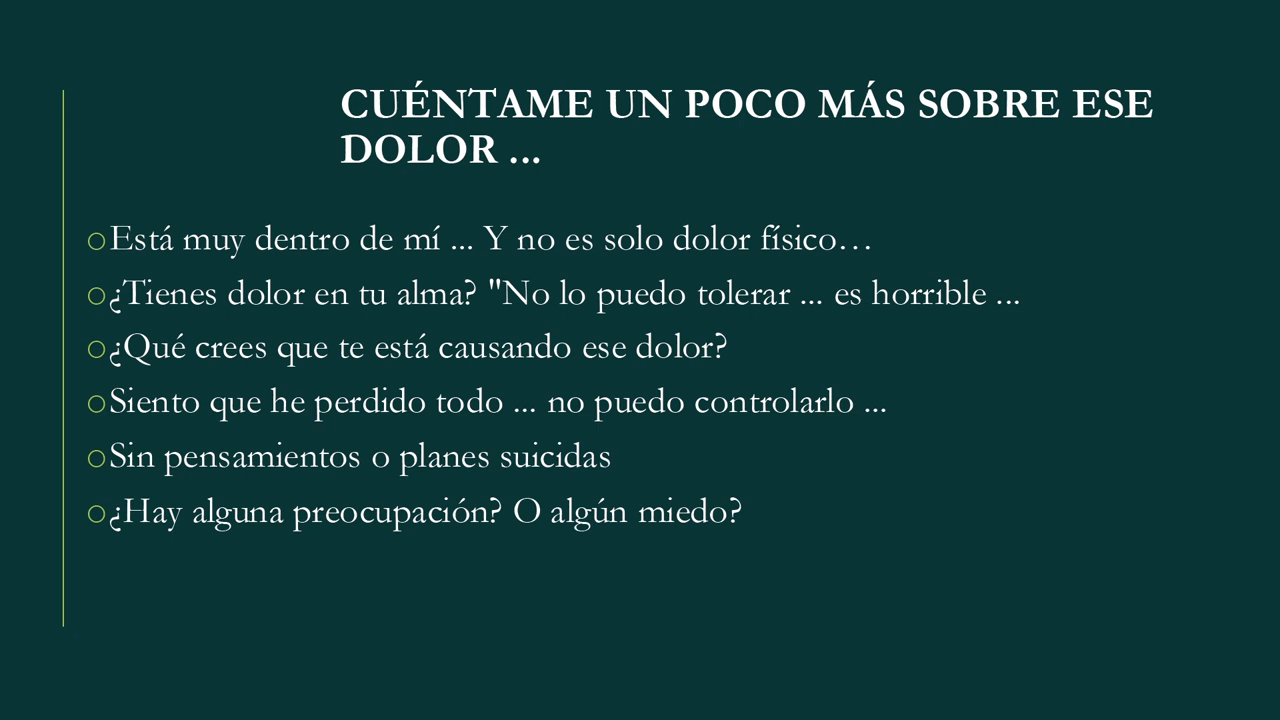 CUÉNTAME UN POCO MÁS SOBRE ESE
DOLOR ...
Está muy dentro de mí ... Y no es solo dolor físico…
¿Tienes dolor en tu alma? "No lo puedo tolerar ... es horrible ...
¿Qué crees que te está causando ese dolor?
Siento que he perdido todo ... no puedo controlarlo ...
Sin pensamientos o planes suicidas
¿Hay alguna preocupación? O algún miedo?